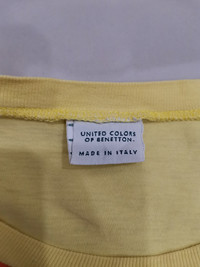 UNITED COLORS
OF BENETTON.
MADE IN ITALY